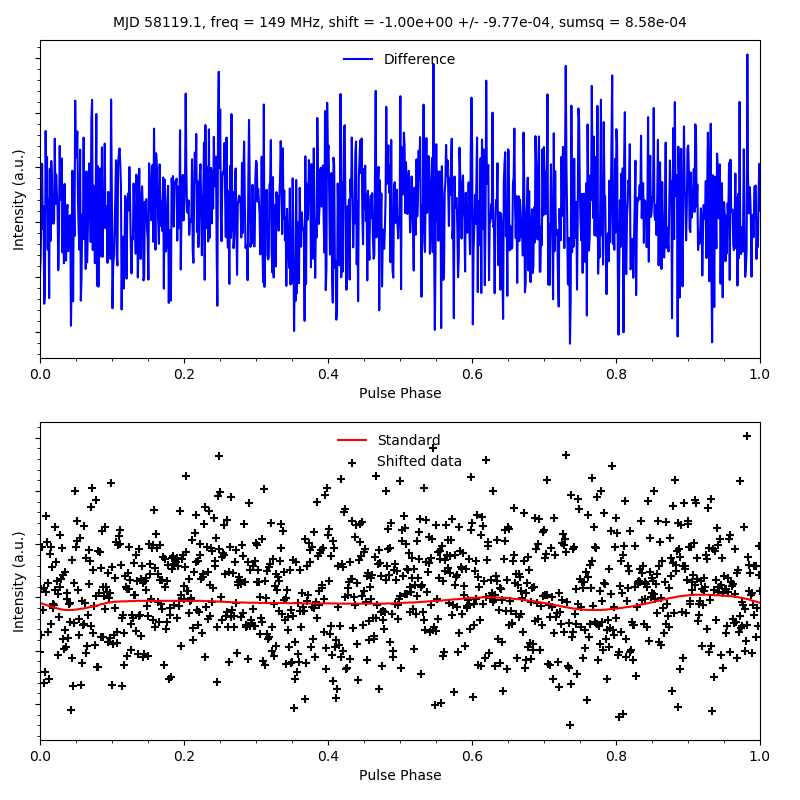 MJD 58119.1, freq = 149 MHz, shift = -1.00e+00 +/- -9.77e-04, sumsq = 8.58e-04
Difference
Intensity (a.u.)
0.0 0.2 0.4 0.6 0.8 1.0
Pulse Phase
Standard
Shifted data
Intensity (a.u.)
0.0 0.2 0.4 0.6 0.8 1.0
Pulse Phase